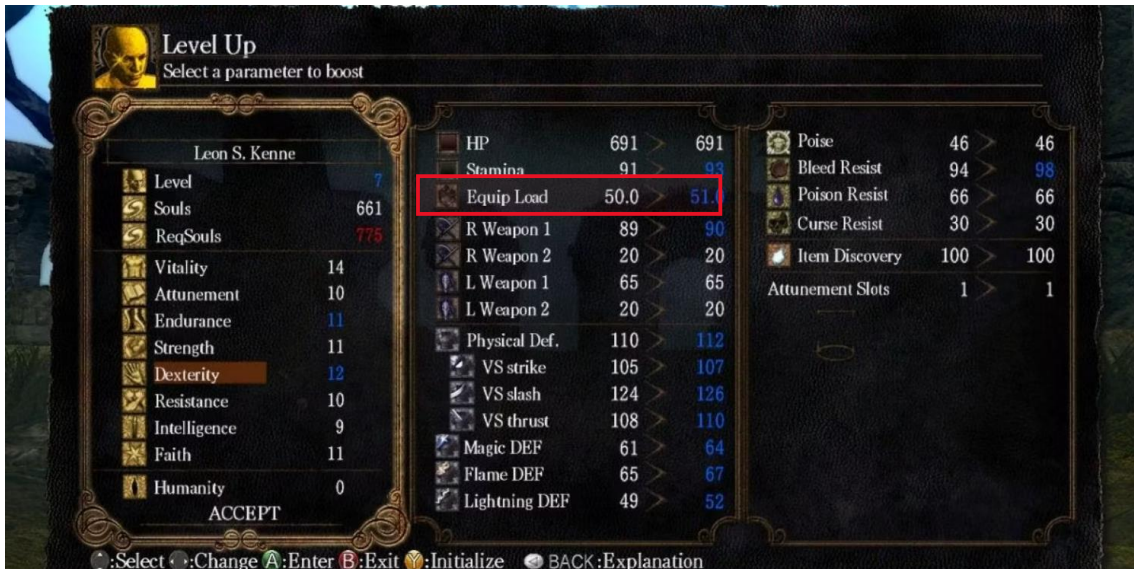 Level Up
Select a parameter to boost
Leon S. Kenne
Level 7
Souls 661
ReqSouls 775
Vitality 14
Attunement 10
Endurance 11
Strength 11
Dexterity 12
Resistance 10
Intelligence 9
Faith 11
Humanity 0
ACCEPT
HP 691 > 691
Stamina 91 > 93
Equip Load 50.0 > 51.0
R Weapon 1 89 > 90
R Weapon 2 20 > 20
L Weapon 1 65 > 65
L Weapon 2 20 > 20
Physical Def. 110 > 112
VS strike 105 > 107
VS slash 124 > 126
VS thrust 108 > 110
Magic DEF 61 > 64
Flame DEF 65 > 67
Lightning DEF 49 > 52
Poise 46 > 46
Bleed Resist 94 > 98
Poison Resist 66 > 66
Curse Resist 30 > 30
Item Discovery 100 > 100
Attunement Slots 1 > 1
:Select :Change A:Enter B:Exit Y:Initialize BACK:Explanation